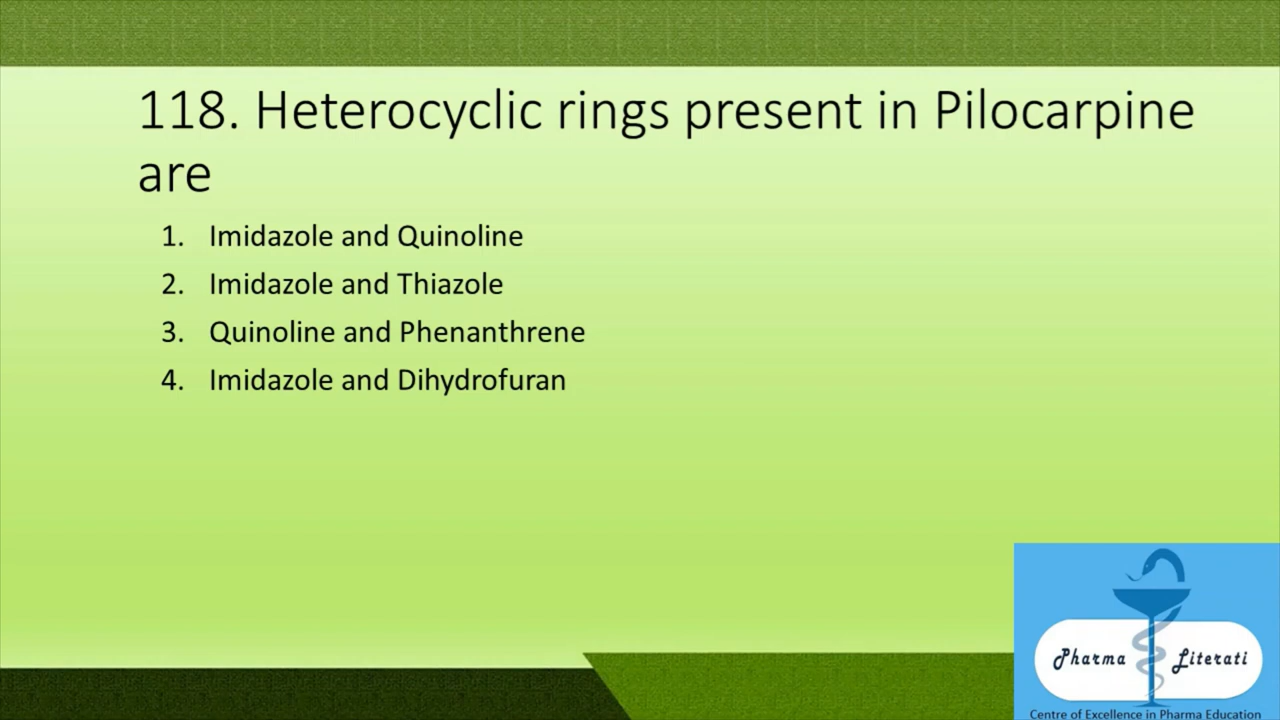 118. Heterocyclic rings present in Pilocarpine
are
1. Imidazole and Quinoline
2. Imidazole and Thiazole
3. Quinoline and Phenanthrene
4. Imidazole and Dihydrofuran
Pharma Literati
Centre of Excellence in Pharma Education